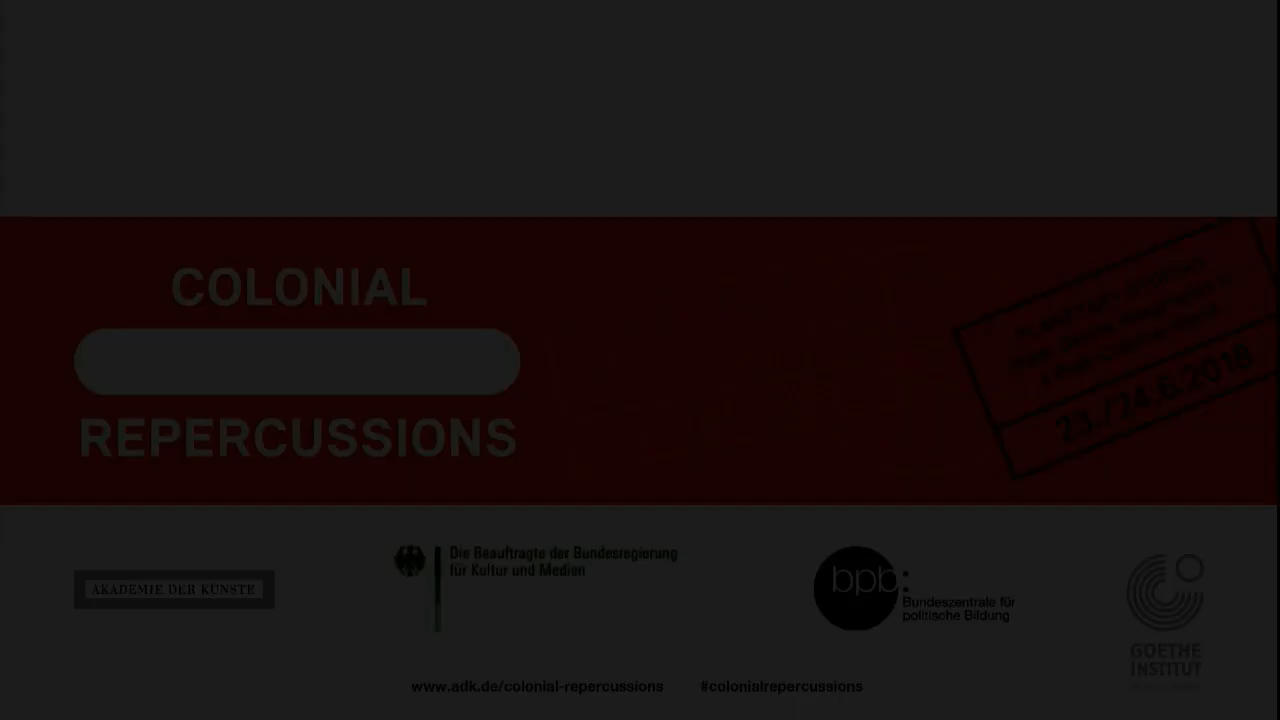 COLONIAL
REPERCUSSIONS
23./24.6.2018
AKADEMIE DER KÜNSTE
Die Beauftragte der Bundesregierung
für Kultur und Medien
bpb:
Bundeszentrale für
politische Bildung
GOETHE
INSTITUT
www.adk.de/colonial-repercussions
#colonialrepercussions